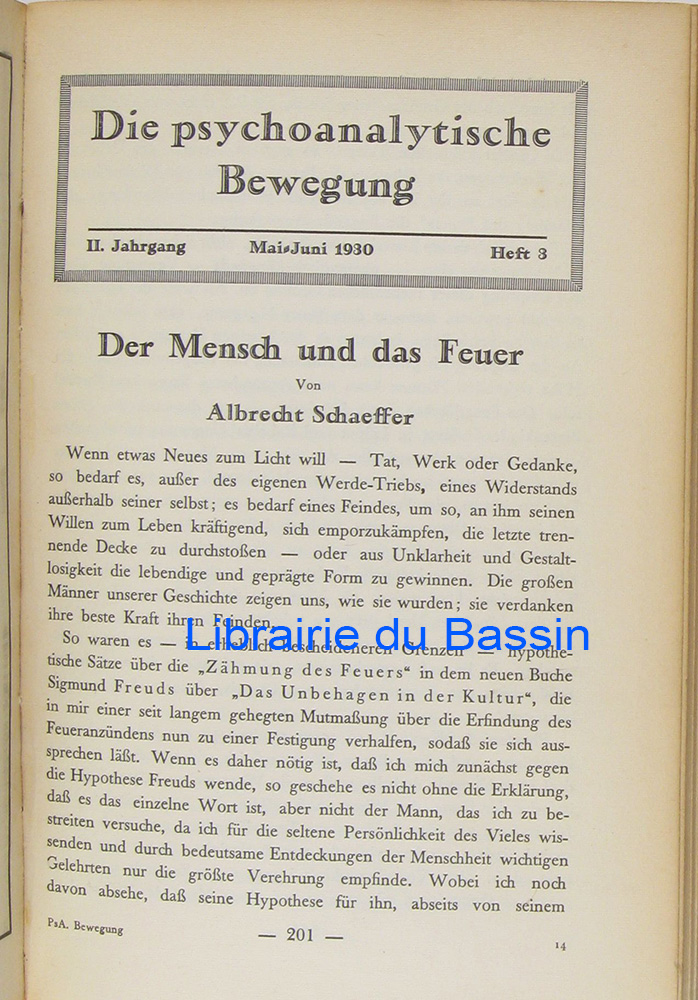 Die psychoanalytische
Bewegung
II. Jahrgang Mai-Juni 1930 Heft 3
Der Mensch und das Feuer
Von
Albrecht Schaeffer
Wenn etwas Neues zum Licht will — Tat, Werk oder Gedanke,
so bedarf es, außer des eigenen Werde-Triebs, eines Widerstands
außerhalb seiner selbst; es bedarf eines Feindes, um so, an ihm seinen
Willen zum Leben kräftigend, sich emporzukämpfen, die letzte tren-
nende Decke zu durchstoßen — oder aus Unklarheit und Gestalt-
losigkeit die lebendige und geprägte Form zu gewinnen. Die großen
Männer unserer Geschichte zeigen uns, wie sie wurden; sie verdanken
ihre beste Kraft ihren Feinden.
So waren es — in erheblich bescheideneren Grenzen — hypothe-
tische Sätze über die „Zähmung des Feuers“ in dem neuen Buche
Sigmund Freuds über „Das Unbehagen in der Kultur“, die
in mir einer seit langem gehegten Mutmaßung über die Erfindung des
Feueranzündens nun zu einer Festigung verhalfen, sodaß sie sich aus-
sprechen läßt. Wenn es daher nötig ist, daß ich mich zunächst gegen
die Hypothese Freuds wende, so geschehe es nicht ohne die Erklärung,
daß es das einzelne Wort ist, aber nicht der Mann, das ich zu be-
streiten versuche, da ich für die seltene Persönlichkeit des Vieles wis-
senden und durch bedeutsame Entdeckungen der Menschheit wichtigen
Gelehrten nur die größte Verehrung empfinde. Wobei ich noch
davon absehe, daß seine Hypothese für ihn, abseits von seinem
PsA. Bewegung — 201 — 14
Librairie du Bassin